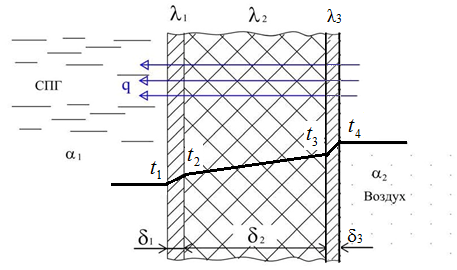 λ₁ λ₂ λ₃
СПГ q
α₁ t₁ t₂ t₃ t₄
α₂
Воздух
δ₁ δ₂ δ₃